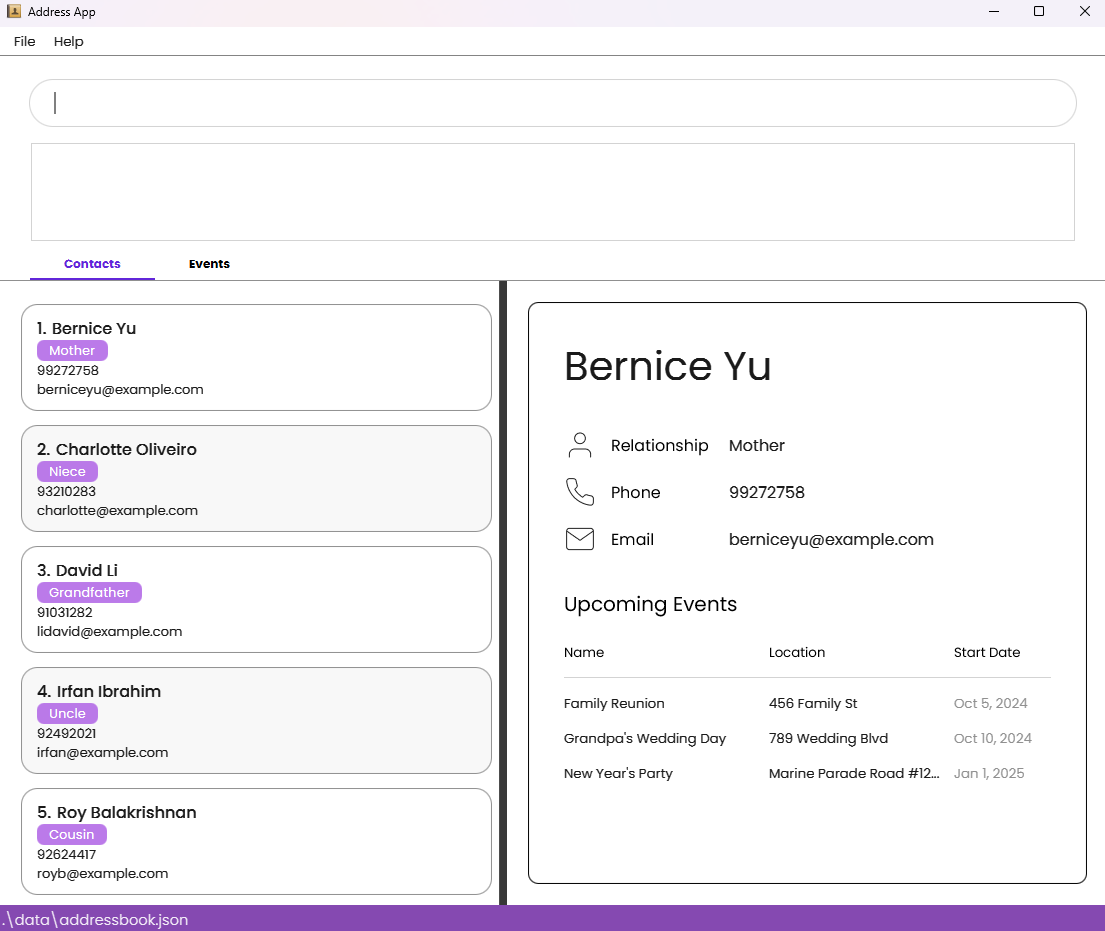 Address App
File Help
Contacts Events
1. Bernice Yu
Mother
99272758
berniceyu@example.com
2. Charlotte Oliveiro
Niece
93210283
charlotte@example.com
3. David Li
Grandfather
91031282
lidavid@example.com
4. Irfan Ibrahim
Uncle
92492021
irfan@example.com
5. Roy Balakrishnan
Cousin
92624417
royb@example.com
Bernice Yu
Relationship Mother
Phone 99272758
Email berniceyu@example.com
Upcoming Events
Name Location Start Date
Family Reunion 456 Family St Oct 5, 2024
Grandpa's Wedding Day 789 Wedding Blvd Oct 10, 2024
New Year's Party Marine Parade Road #12... Jan 1, 2025
.\data\addressbook.json